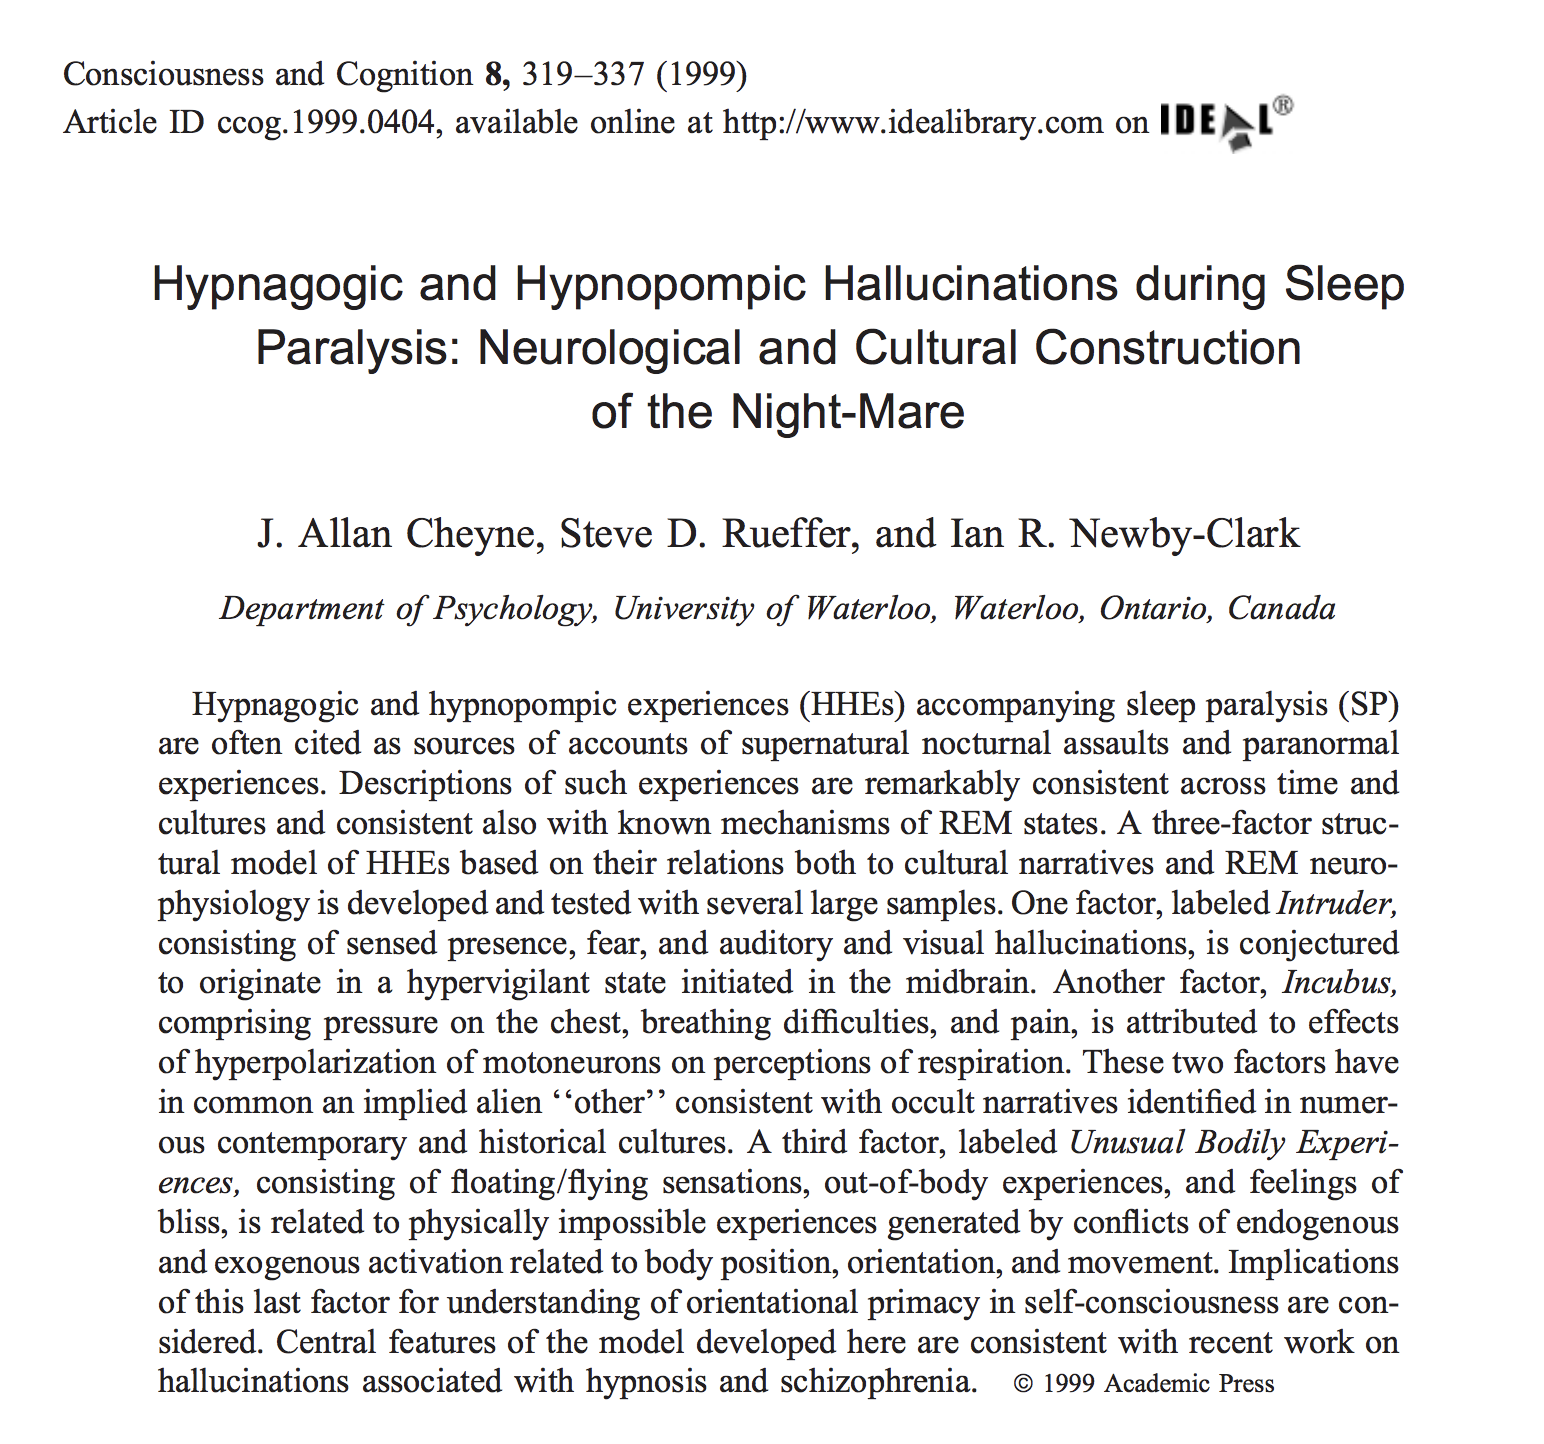 Consciousness and Cognition 8, 319–337 (1999)
Article ID ccog.1999.0404, available online at http://www.idealibrary.com on IDEAL®
Hypnagogic and Hypnopompic Hallucinations during Sleep
Paralysis: Neurological and Cultural Construction
of the Night-Mare
J. Allan Cheyne, Steve D. Rueffer, and Ian R. Newby-Clark
Department of Psychology, University of Waterloo, Waterloo, Ontario, Canada
Hypnagogic and hypnopompic experiences (HHEs) accompanying sleep paralysis (SP)
are often cited as sources of accounts of supernatural nocturnal assaults and paranormal
experiences. Descriptions of such experiences are remarkably consistent across time and
cultures and consistent also with known mechanisms of REM states. A three-factor struc-
tural model of HHEs based on their relations both to cultural narratives and REM neuro-
physiology is developed and tested with several large samples. One factor, labeled Intruder,
consisting of sensed presence, fear, and auditory and visual hallucinations, is conjectured
to originate in a hypervigilant state initiated in the midbrain. Another factor, Incubus,
comprising pressure on the chest, breathing difficulties, and pain, is attributed to effects
of hyperpolarization of motoneurons on perceptions of respiration. These two factors have
in common an implied alien ‘‘other’’ consistent with occult narratives identified in numer-
ous contemporary and historical cultures. A third factor, labeled Unusual Bodily Experi-
ences, consisting of floating/flying sensations, out-of-body experiences, and feelings of
bliss, is related to physically impossible experiences generated by conflicts of endogenous
and exogenous activation related to body position, orientation, and movement. Implications
of this last factor for understanding of orientational primacy in self-consciousness are con-
sidered. Central features of the model developed here are consistent with recent work on
hallucinations associated with hypnosis and schizophrenia. © 1999 Academic Press